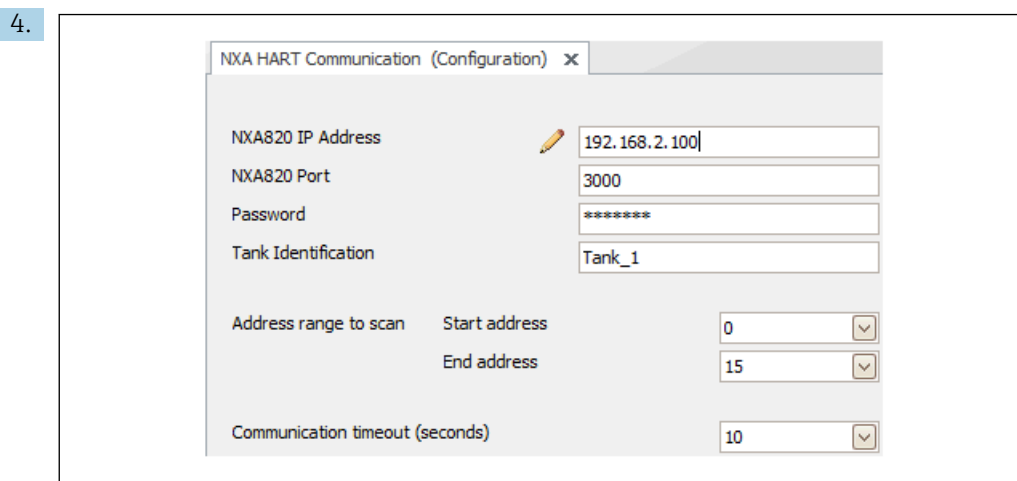 4.
NXA HART Communication (Configuration) x
NXA820 IP Address 192.168.2.100
NXA820 Port 3000
Password *******
Tank Identification Tank_1
Address range to scan Start address 0
End address 15
Communication timeout (seconds) 10